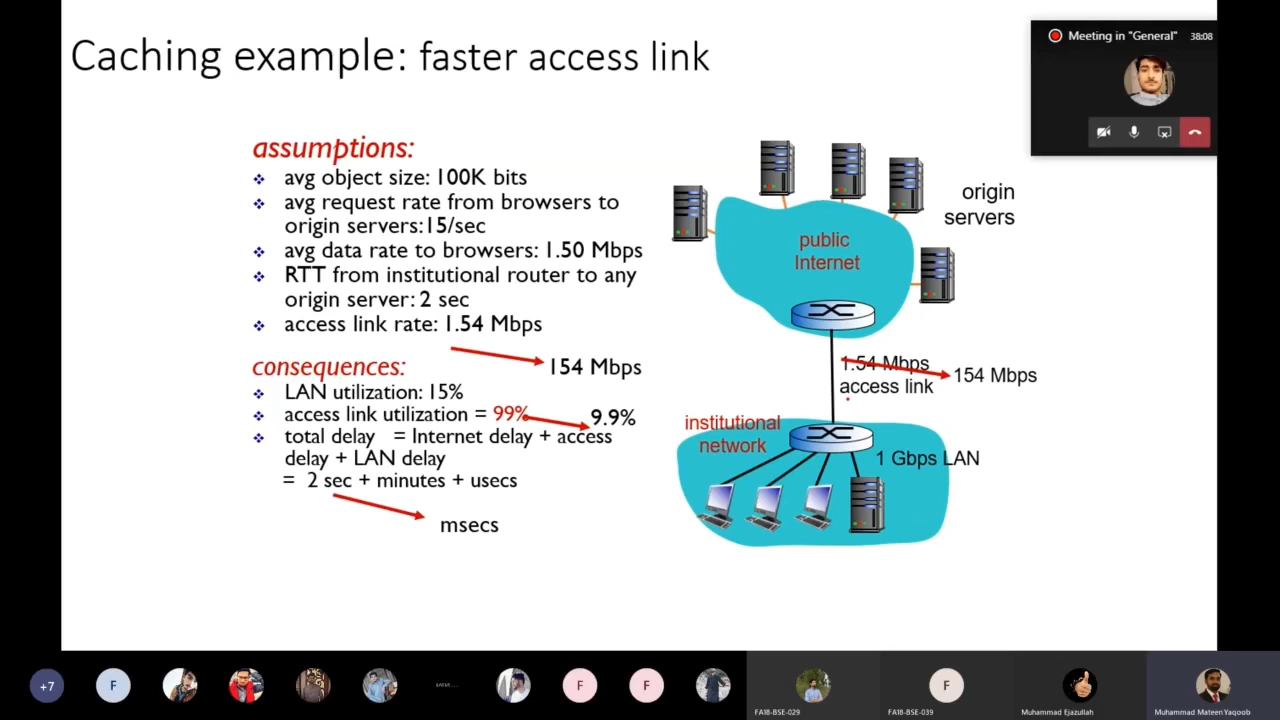 Caching example: faster access link
Meeting in "General"
38:08
assumptions:
avg object size: 100K bits
avg request rate from browsers to
origin servers:15/sec
avg data rate to browsers: 1.50 Mbps
RTT from institutional router to any
origin server: 2 sec
access link rate: 1.54 Mbps
154 Mbps
consequences:
LAN utilization: 15%
access link utilization = 99%
9.9%
total delay = Internet delay + access
delay + LAN delay
= 2 sec + minutes + usecs
msecs
origin
servers
public
Internet
1.54 Mbps
access link
154 Mbps
institutional
network
1 Gbps LAN
+7
F
F
F
F
FA18-BSE-029
FA18-BSE-039
Muhammad Ejazullah
Muhammad Mateen Yaqoob